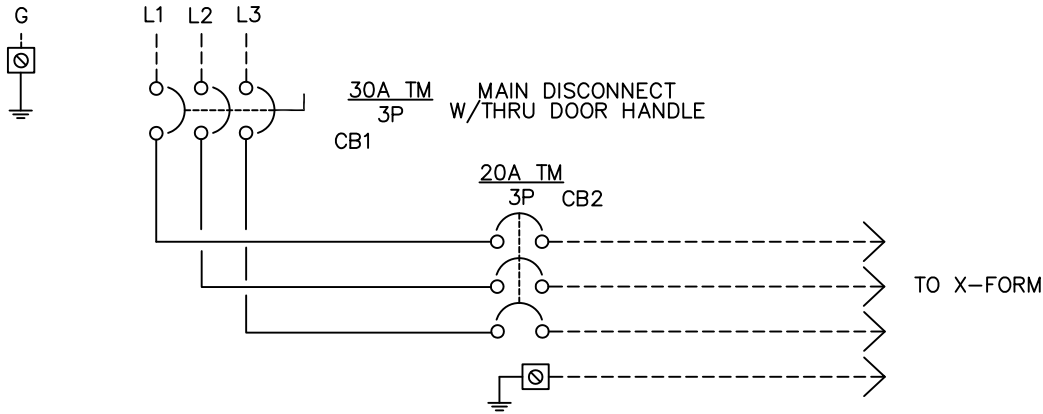 G
L1 L2 L3
30A TM
3P
MAIN DISCONNECT
W/THRU DOOR HANDLE
CB1
20A TM
3P
CB2
TO X-FORM